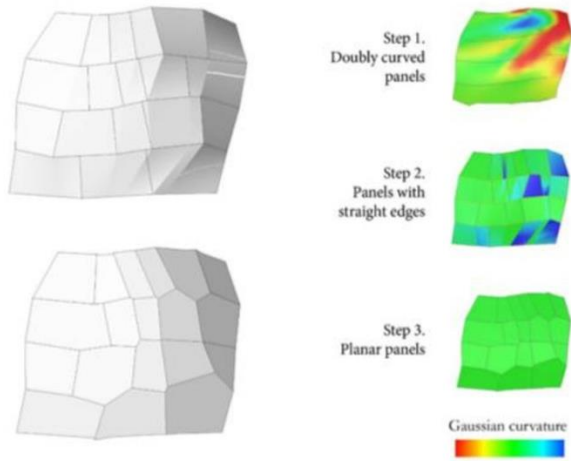 Step 1.
Doubly curved
panels
Step 2.
Panels with
straight edges
Step 3.
Planar panels
Gaussian curvature